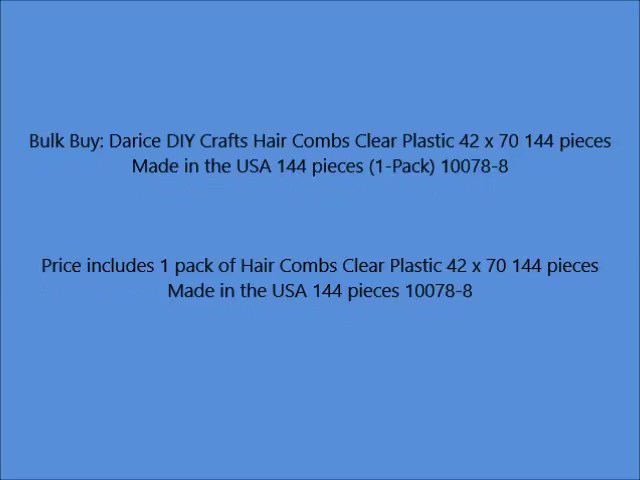 Bulk Buy: Darice DIY Crafts Hair Combs Clear Plastic 42 x 70 144 pieces
Made in the USA 144 pieces (1-Pack) 10078-8
Price includes 1 pack of Hair Combs Clear Plastic 42 x 70 144 pieces
Made in the USA 144 pieces 10078-8